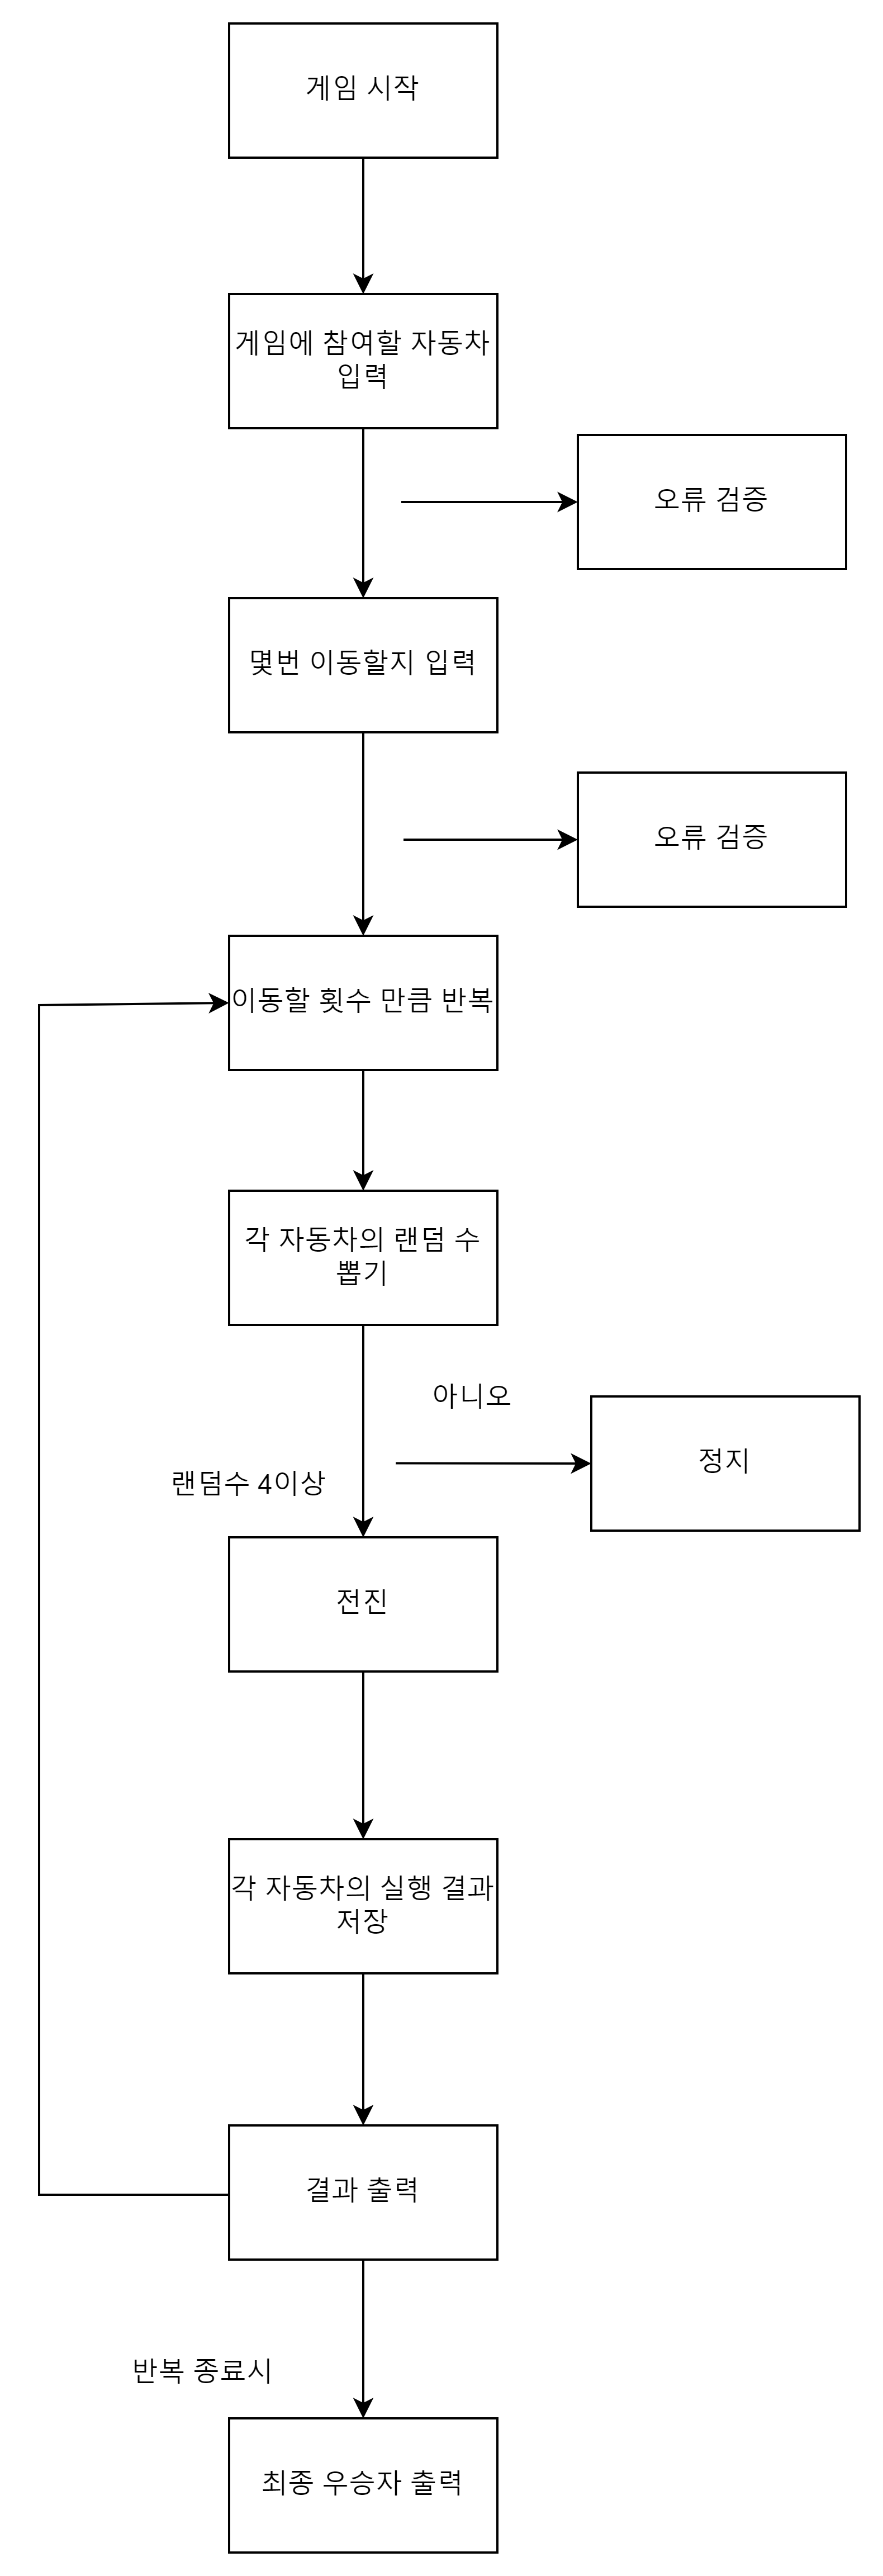 게임 시작
게임에 참여할 자동차
입력
오류 검증
몇번 이동할지 입력
오류 검증
이동할 횟수 만큼 반복
각 자동차의 랜덤 수
뽑기
아니오
정지
랜덤수 4이상
전진
각 자동차의 실행 결과
저장
결과 출력
반복 종료시
최종 우승자 출력